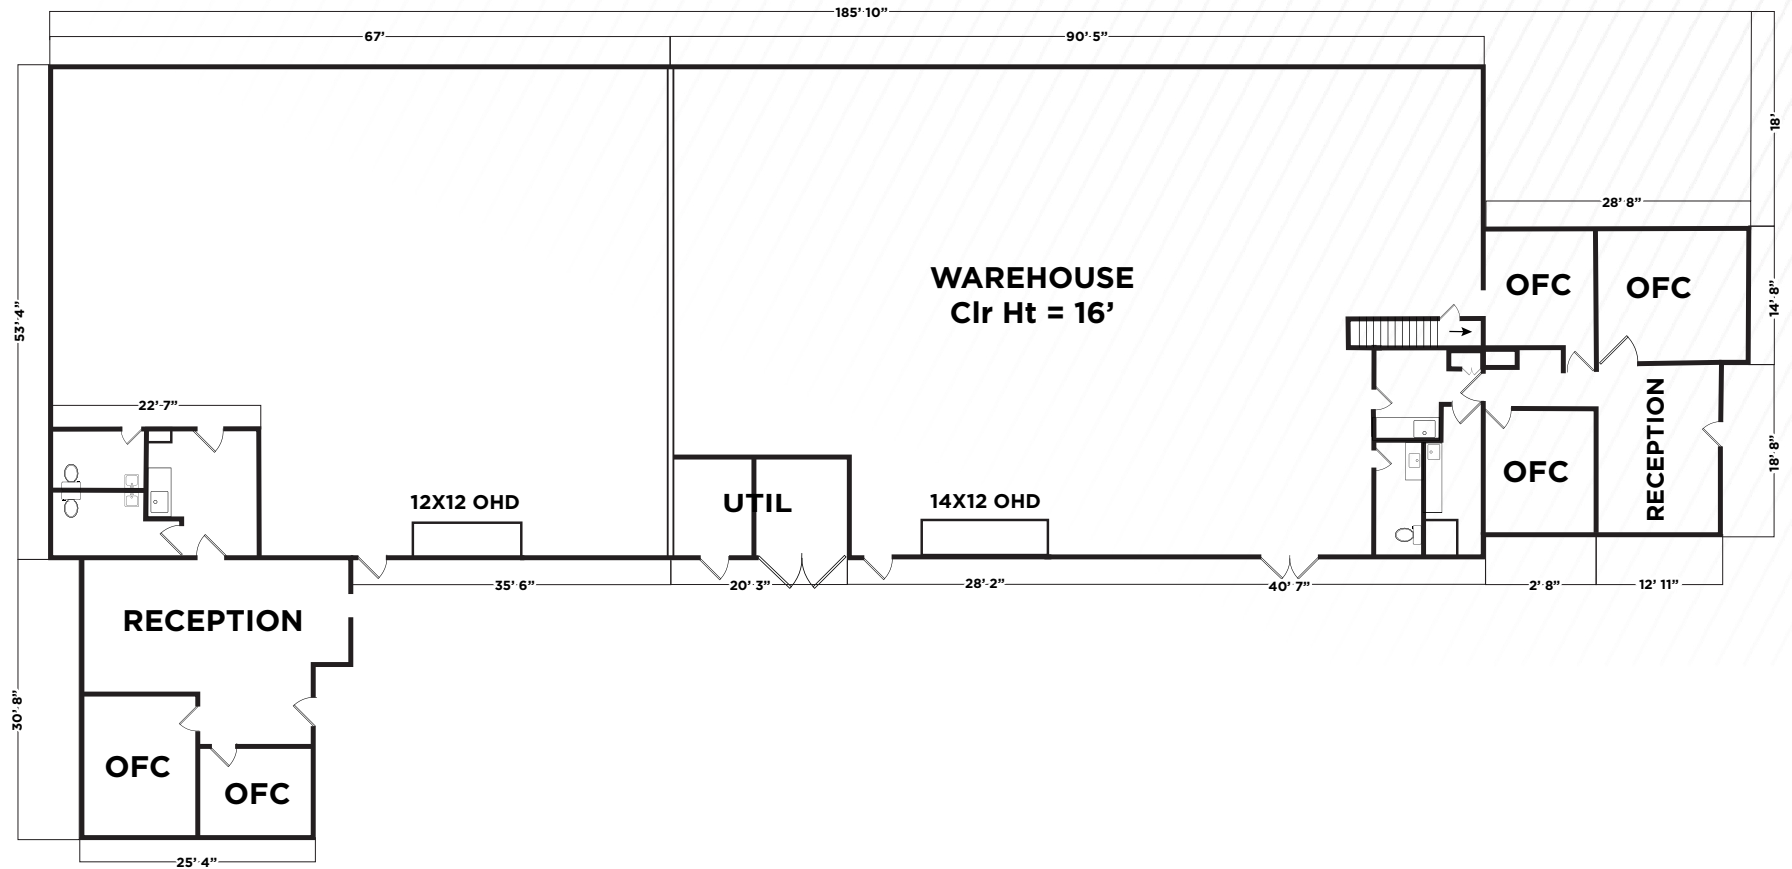 185' 10"
67'
90' 5"
18'
28' 8"
53' 4"
WAREHOUSE
Clr Ht = 16'
OFC
OFC
14' 8"
22'-7"
RECEPTION
18' 8"
OFC
12X12 OHD
UTIL
14X12 OHD
35' 6"
20' 3"
28'-2"
40' 7"
2' 8"
12' 11"
RECEPTION
30' 8"
OFC
OFC
25' 4"